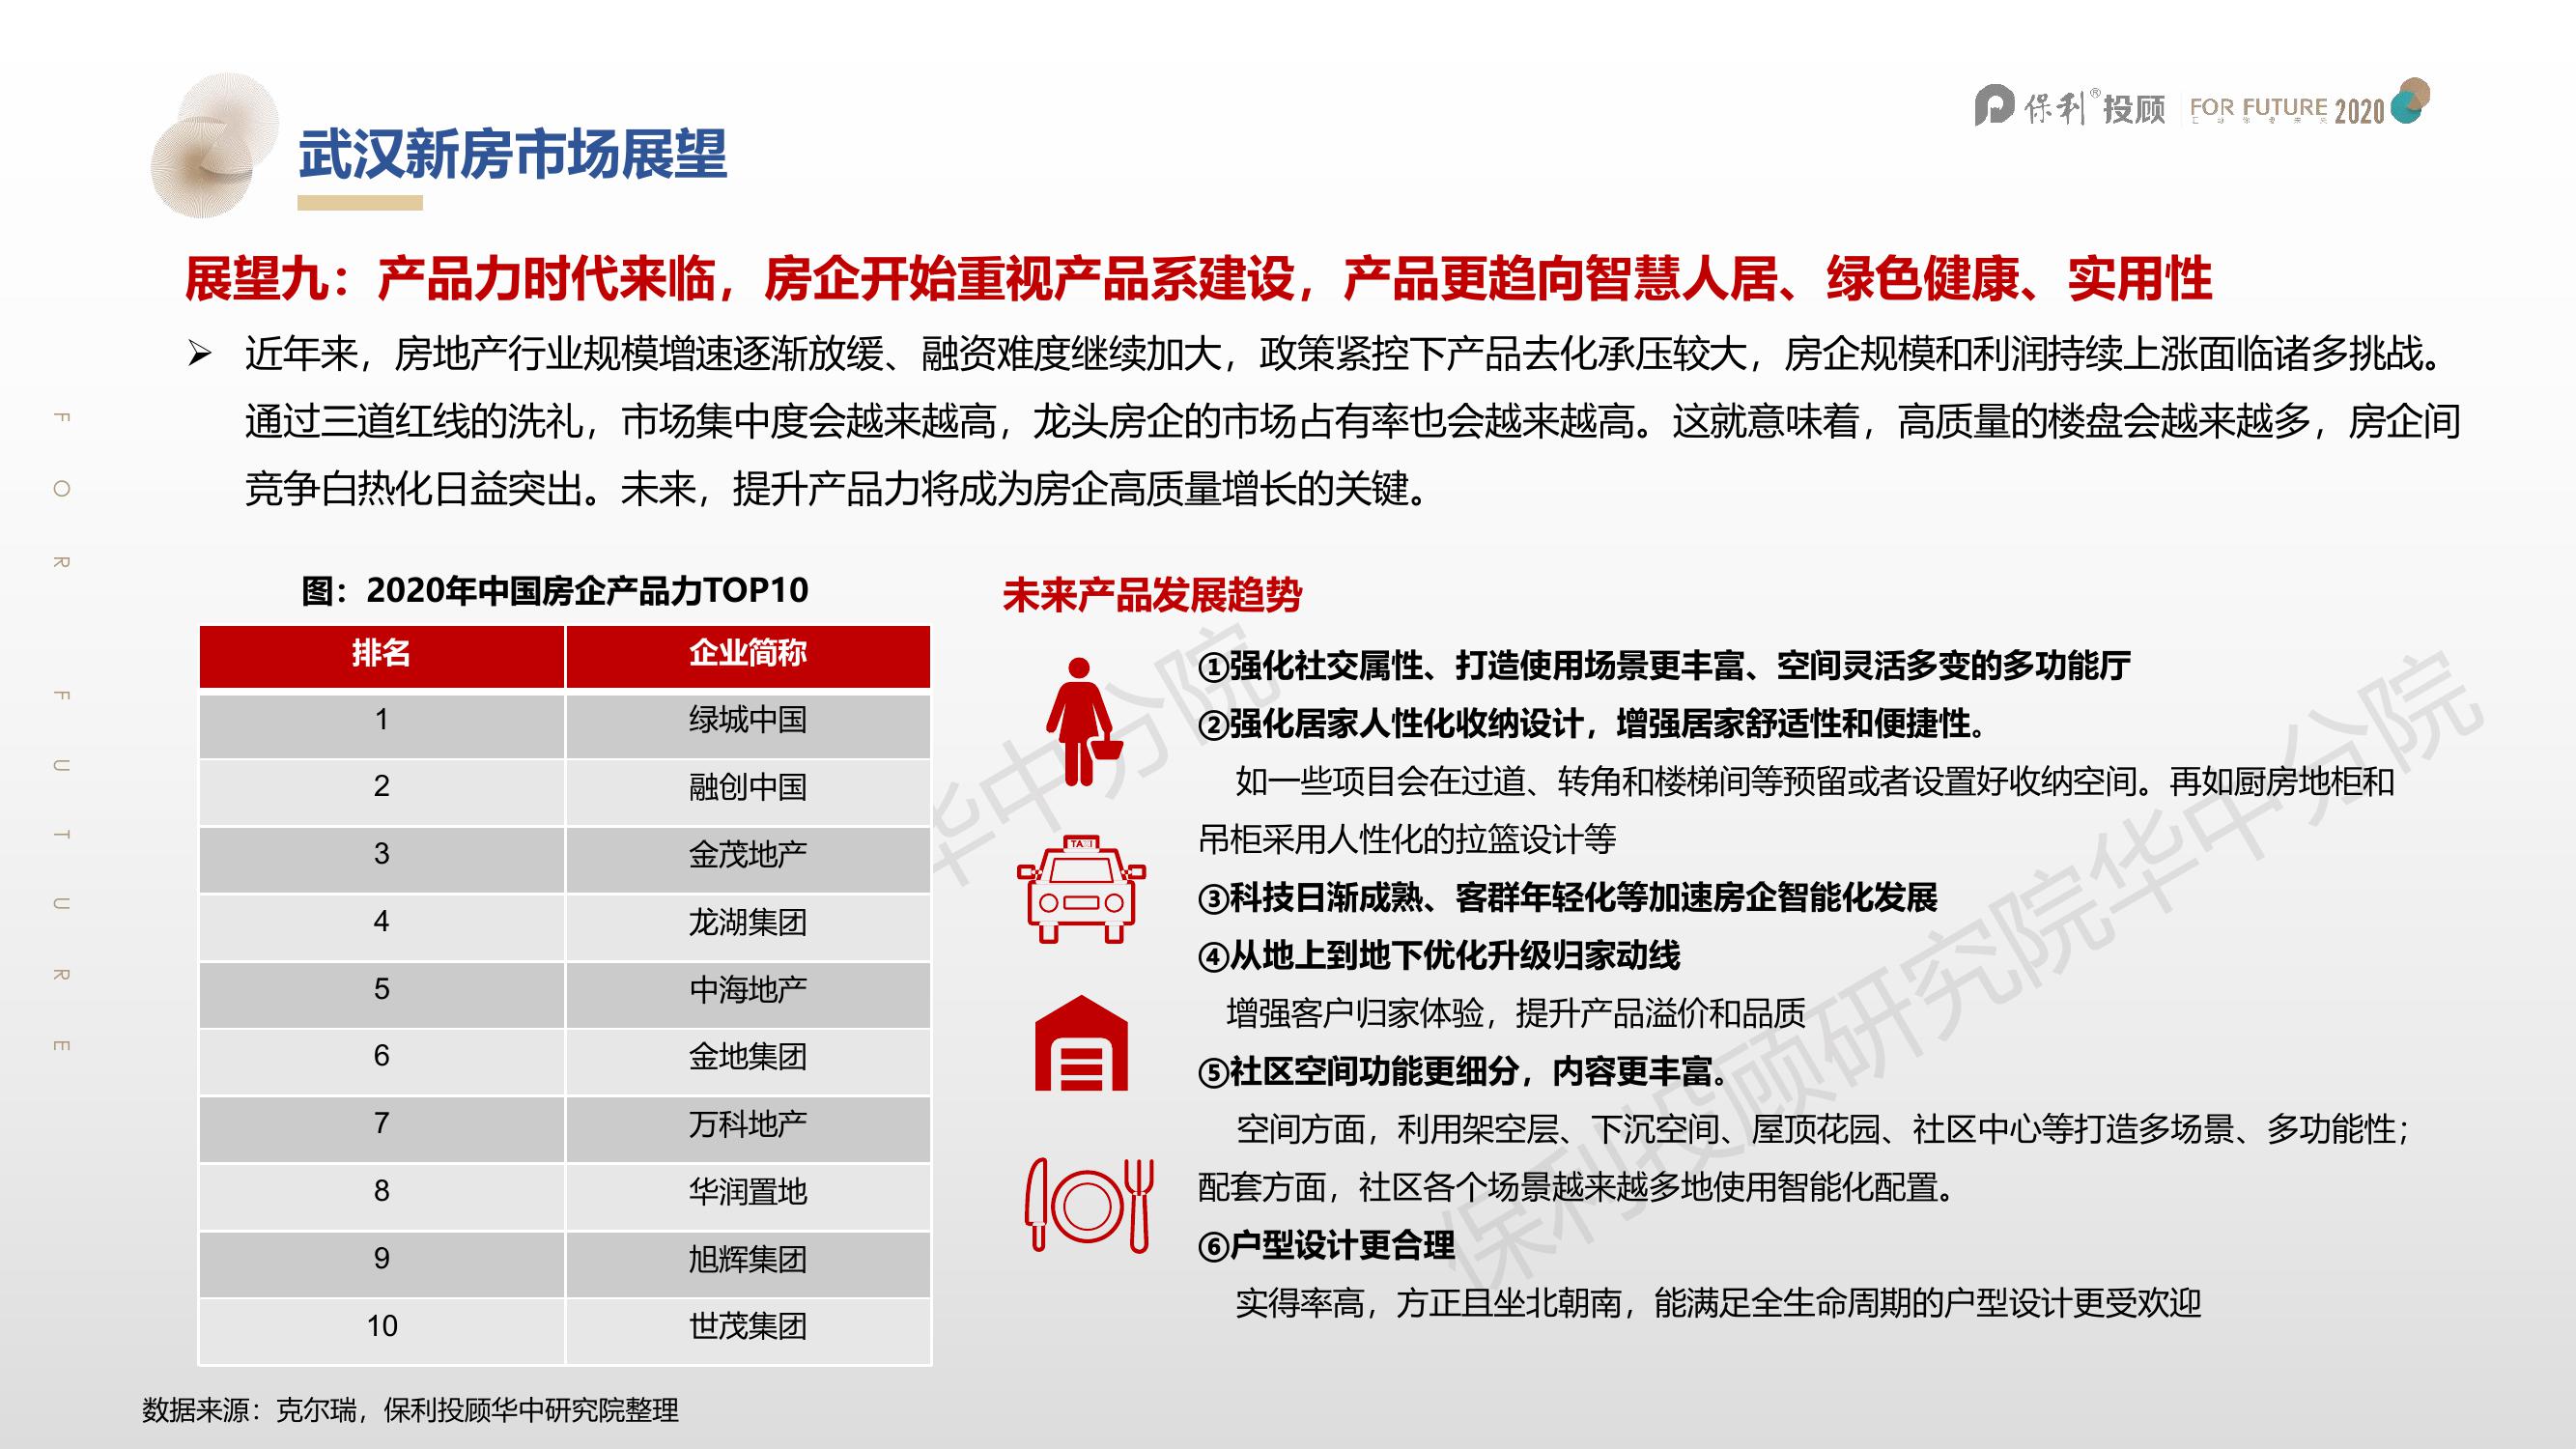 保利®投顾 FOR FUTURE 2020
武汉新房市场展望
展望九：产品力时代来临，房企开始重视产品系建设，产品更趋向智慧人居、绿色健康、实用性
➢ 近年来，房地产行业规模增速逐渐放缓、融资难度继续加大，政策紧控下产品去化承压较大，房企规模和利润持续上涨面临诸多挑战。
通过三道红线的洗礼，市场集中度会越来越高，龙头房企的市场占有率也会越来越高。这就意味着，高质量的楼盘会越来越多，房企间
竞争白热化日益突出。未来，提升产品力将成为房企高质量增长的关键。
FOR FUTURE
图：2020年中国房企产品力TOP10
排名 企业简称
1 绿城中国
2 融创中国
3 金茂地产
4 龙湖集团
5 中海地产
6 金地集团
7 万科地产
8 华润置地
9 旭辉集团
10 世茂集团
未来产品发展趋势
TAXI
①强化社交属性、打造使用场景更丰富、空间灵活多变的多功能厅
②强化居家人性化收纳设计，增强居家舒适性和便捷性。
如一些项目会在过道、转角和楼梯间等预留或者设置好收纳空间。再如厨房地柜和
吊柜采用人性化的拉篮设计等
③科技日渐成熟、客群年轻化等加速房企智能化发展
④从地上到地下优化升级归家动线
增强客户归家体验，提升产品溢价和品质
⑤社区空间功能更细分，内容更丰富。
空间方面，利用架空层、下沉空间、屋顶花园、社区中心等打造多场景、多功能性；
配套方面，社区各个场景越来越多地使用智能化配置。
⑥户型设计更合理
实得率高，方正且坐北朝南，能满足全生命周期的户型设计更受欢迎
华中分院
保利投顾研究院华中分院
数据来源：克尔瑞，保利投顾华中研究院整理